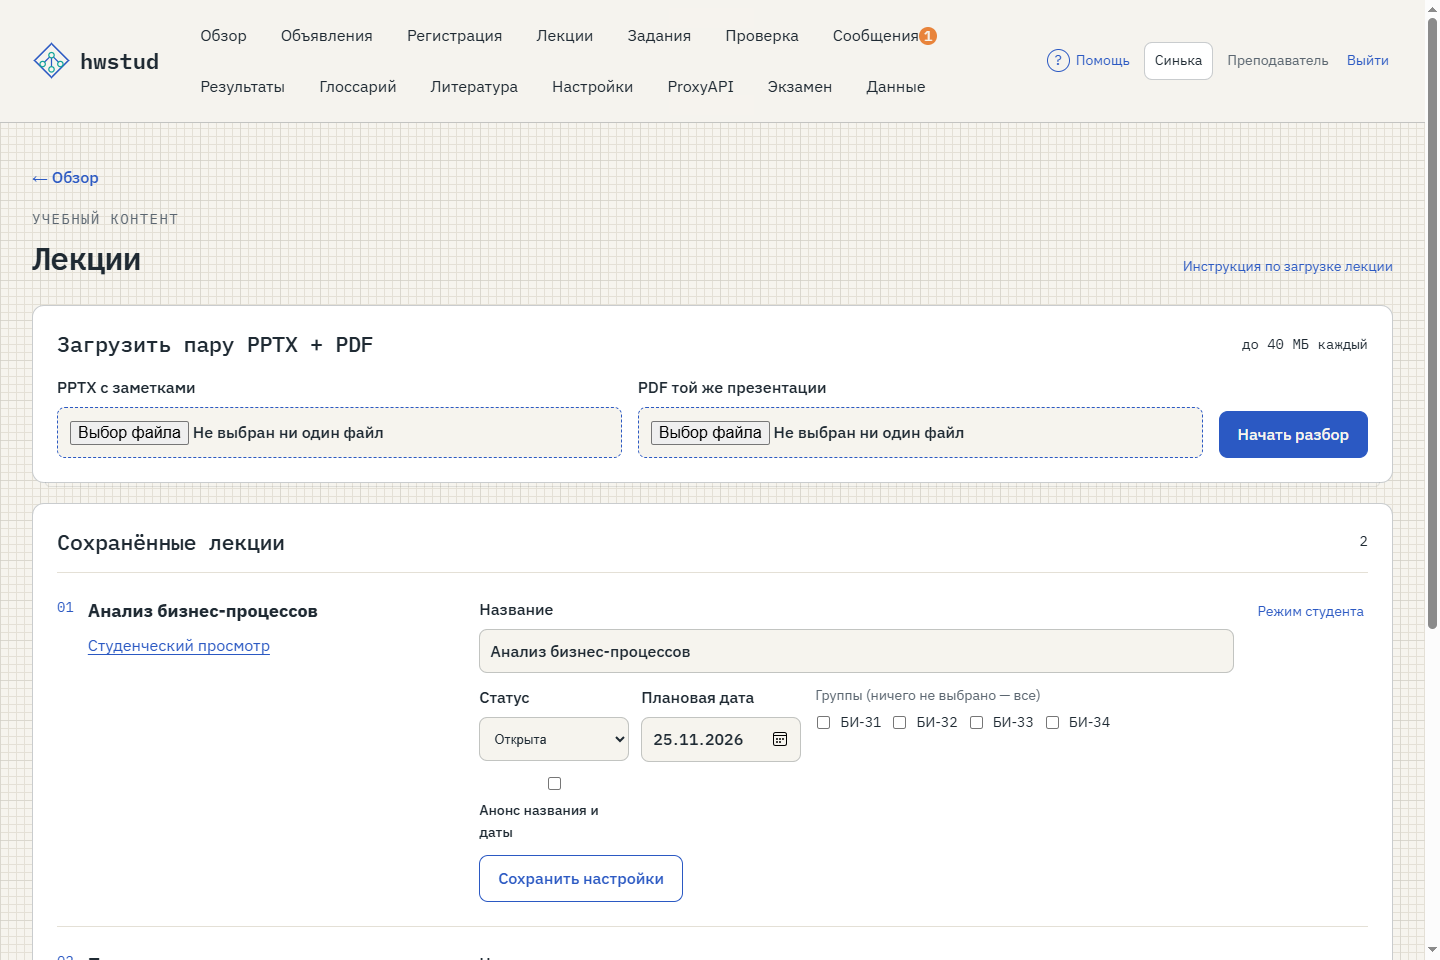 hwstud
Обзор Объявления Регистрация Лекции Задания Проверка Сообщения 1
Результаты Глоссарий Литература Настройки ProxyAPI Экзамен Данные
? Помощь Синька Преподаватель Выйти
← Обзор
УЧЕБНЫЙ КОНТЕНТ
Лекции
Инструкция по загрузке лекции
Загрузить пару PPTX + PDF
до 40 МБ каждый
PPTX с заметками
PDF той же презентации
Выбор файла Не выбран ни один файл
Выбор файла Не выбран ни один файл
Начать разбор
Сохранённые лекции
2
01 Анализ бизнес-процессов
Студенческий просмотр
Название
Режим студента
Анализ бизнес-процессов
Статус
Плановая дата
Группы (ничего не выбрано — все)
Открыта
25.11.2026
БИ-31 БИ-32 БИ-33 БИ-34
Анонс названия и
даты
Сохранить настройки